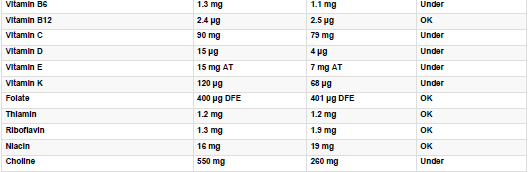 Vitamin B6 1.3 mg 1.1 mg Under
Vitamin B12 2.4 µg 2.5 µg OK
Vitamin C 90 mg 79 mg Under
Vitamin D 15 µg 4 µg Under
Vitamin E 15 mg AT 7 mg AT Under
Vitamin K 120 µg 68 µg Under
Folate 400 µg DFE 401 µg DFE OK
Thiamin 1.2 mg 1.2 mg OK
Riboflavin 1.3 mg 1.9 mg OK
Niacin 16 mg 19 mg OK
Choline 550 mg 260 mg Under